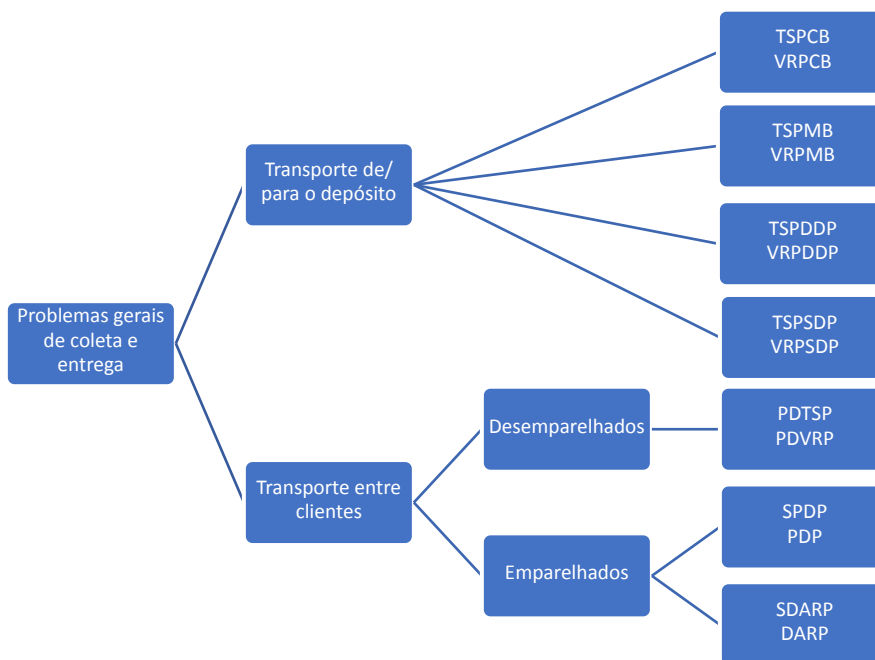 Problemas gerais
de coleta e
entrega
Transporte de/
para o depósito
TSPCB
VRPCB
TSPMB
VRPMB
TSPDDP
VRPDDP
TSPSDP
VRPSDP
Transporte entre
clientes
Desemparelhados
PDTSP
PDVRP
Emparelhados
SPDP
PDP
SDARP
DARP